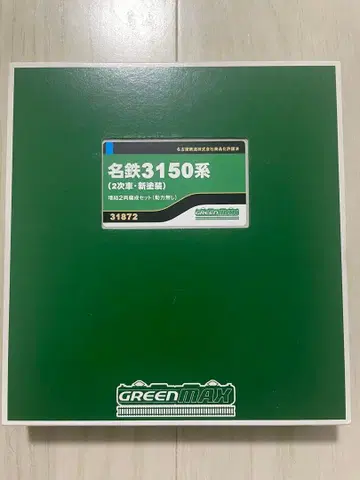 名古屋鉄道株式会社商品化許諾済
名鉄3150系
(2次車・新塗装)
増結2両編成セット(動力無し)
31872
GREENMAX
GREENMAX